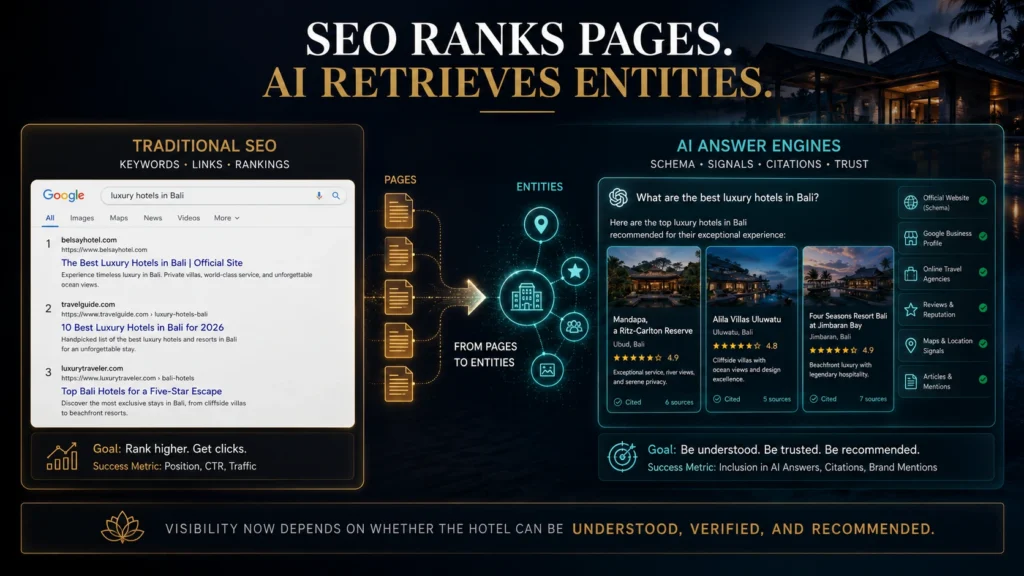 SEO RANKS PAGES.
AI RETRIEVES ENTITIES.
TRADITIONAL SEO
KEYWORDS • LINKS • RANKINGS
Google
luxury hotels in Bali
All Images Maps News Videos More
1
belsayhotel.com
https://www.belsayhotel.com
The Best Luxury Hotels in Bali | Official Site
Experience timeless luxury in Bali. Private villas, world-class service, and unforgettable
ocean views.
2
travelguide.com
https://www.travelguide.com › luxury-hotels-bali
10 Best Luxury Hotels in Bali for 2026
Handpicked list of the best luxury hotels and resorts in Bali
for an unforgettable stay.
3
luxurytraveler.com
https://www.luxurytraveler.com › bali-hotels
Top Bali Hotels for a Five-Star Escape
Discover the most exclusive stays in Bali, from cliffside villas
to beachfront resorts.
Goal: Rank higher. Get clicks.
Success Metric: Position, CTR, Traffic
PAGES
ENTITIES
FROM PAGES
TO ENTITIES
AI ANSWER ENGINES
SCHEMA • SIGNALS • CITATIONS • TRUST
What are the best luxury hotels in Bali?
Here are the top luxury hotels in Bali
recommended for their exceptional experience:
Mandapa,
a Ritz-Carlton Reserve
Ubud, Bali
4.9
Exceptional service, river views,
and serene privacy.
Cited 6 sources
Alila Villas Uluwatu
Uluwatu, Bali
4.8
Cliffside villas with
ocean views and design
excellence.
Cited 5 sources
Four Seasons Resort Bali
at Jimbaran Bay
Jimbaran, Bali
4.9
Beachfront luxury with
legendary hospitality.
Cited 7 sources
Official Website
(Schema)
Google Business
Profile
Online Travel
Agencies
Reviews &
Reputation
Maps & Location
Signals
Articles &
Mentions
Goal: Be understood. Be trusted. Be recommended.
Success Metric: Inclusion in AI Answers, Citations, Brand Mentions
VISIBILITY NOW DEPENDS ON WHETHER THE HOTEL CAN BE UNDERSTOOD, VERIFIED, AND RECOMMENDED.